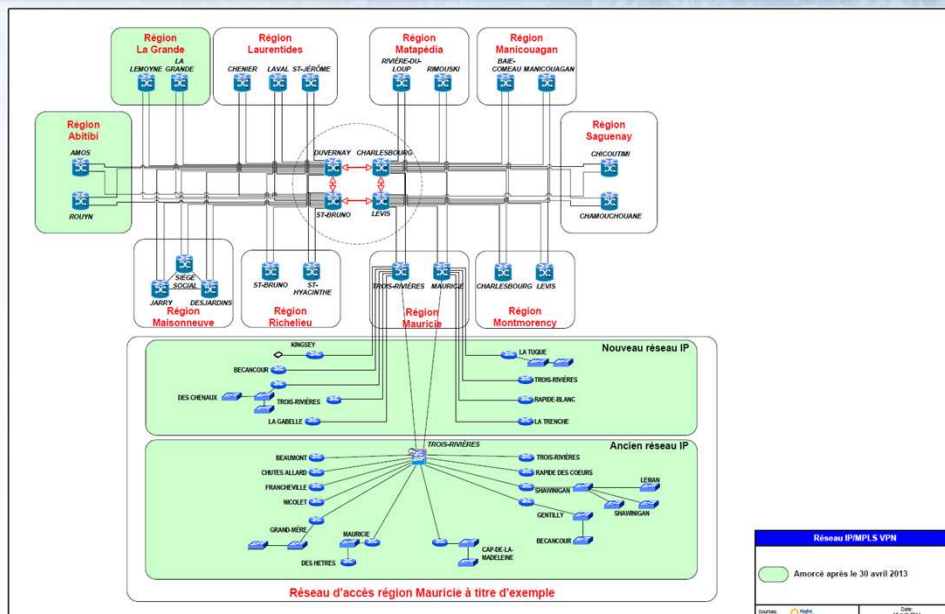 Région
La Grande
LEMOYNE
LA
GRANDE
Région
Laurentides
CHENIER
LAVAL
ST-JÉRÔME
Région
Matapédia
RIVIÈRE-DU-
LOUP
RIMOUSKI
Région
Manicouagan
BAIE-
COMEAU
MANICOUAGAN
Région
Abitibi
AMOS
ROUYN
DUVERNAY
CHARLESBOURG
ST-BRUNO
LEVIS
Région
Saguenay
CHICOUTIMI
CHAMOUCHOUANE
SIÈGE
SOCIAL
JARRY
DESJARDINS
Région
Maisonneuve
ST-BRUNO
ST-
HYACINTHE
Région
Richelieu
TROIS-RIVIÈRES
MAURICIE
Région
Mauricie
CHARLESBOURG
LEVIS
Région
Montmorency
Nouveau réseau IP
KINGSEY
BECANCOUR
DES CHENAUX
TROIS-RIVIÈRES
LA GABELLE
LA TUQUE
TROIS-RIVIÈRES
RAPIDE-BLANC
LA TRENCHE
Ancien réseau IP
TROIS-RIVIÈRES
BEAUMONT
CHUTES ALLARD
FRANCHEVILLE
NICOLET
GRAND-MÈRE
MAURICIE
DES HETRES
CAP-DE-LA-
MADELEINE
TROIS-RIVIÈRES
RAPIDE DES COEURS
SHAWINIGAN
LEMAN
SHAWINIGAN
GENTILLY
BECANCOUR
Réseau d'accès région Mauricie à titre d'exemple
Réseau IP/MPLS VPN
Amorcé après le 30 avril 2013
Sources:
Date: